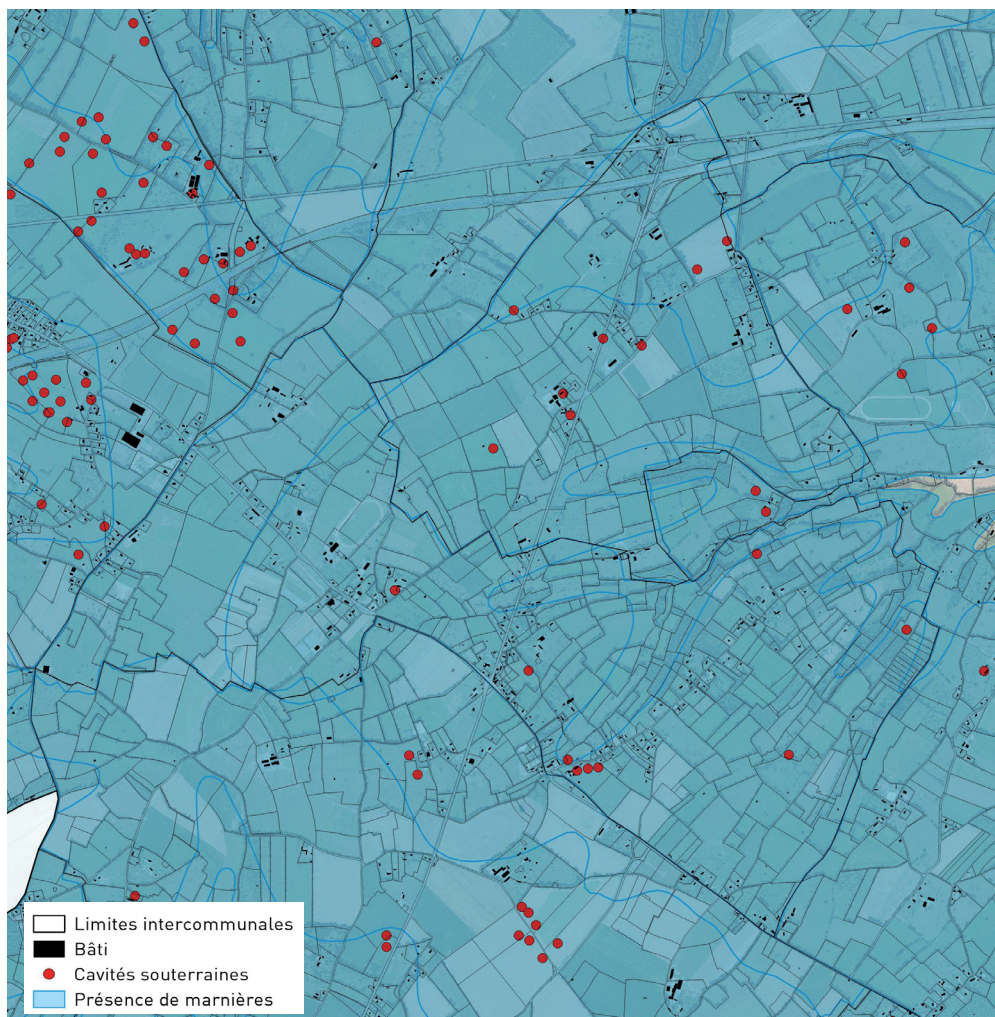 Limites intercommunales
Bâti
Cavités souterraines
Présence de marnières